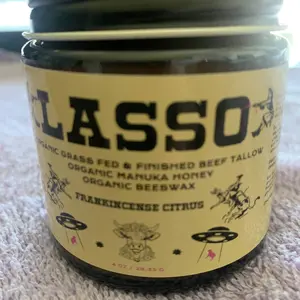 LASSO
ORGANIC GRASS FED & FINISHED BEEF TALLOW
ORGANIC MANUKA HONEY
ORGANIC BEESWAX
FRANKINCENSE CITRUS